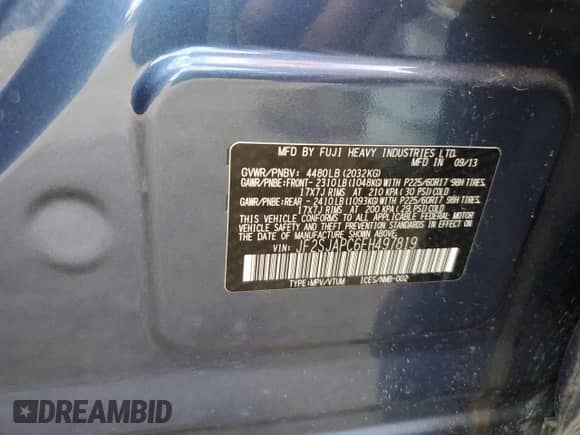 MFD BY FUJI HEAVY INDUSTRIES LTD.
MFD IN 09/13
GVWR/PNBV: 4480LB(2032KG)
GAWR/PNBE:FRONT- 2310LB(1048KG)WITH P225/60R17 98H TIRES,
17X7J RIMS AT 210 KPA(30 PSI)COLD
GAWR/PNBE:REAR - 2410LB(1093KG)WITH P225/60R17 98H TIRES,
17X7J RIMS AT 200 KPA(29 PSI)COLD
THIS VEHICLE CONFORMS TO ALL APPLICABLE FEDERAL MOTOR
VEHICLE SAFETY AND THEFT PREVENTION STANDARDS IN EFFECT
ON THE DATE OF MANUFACTURE SHOWN ABOVE.
VIN: JF2SJAPC6EH497819
TYPE:MPV/VTUM ICES/NMB-002
DREAMBID